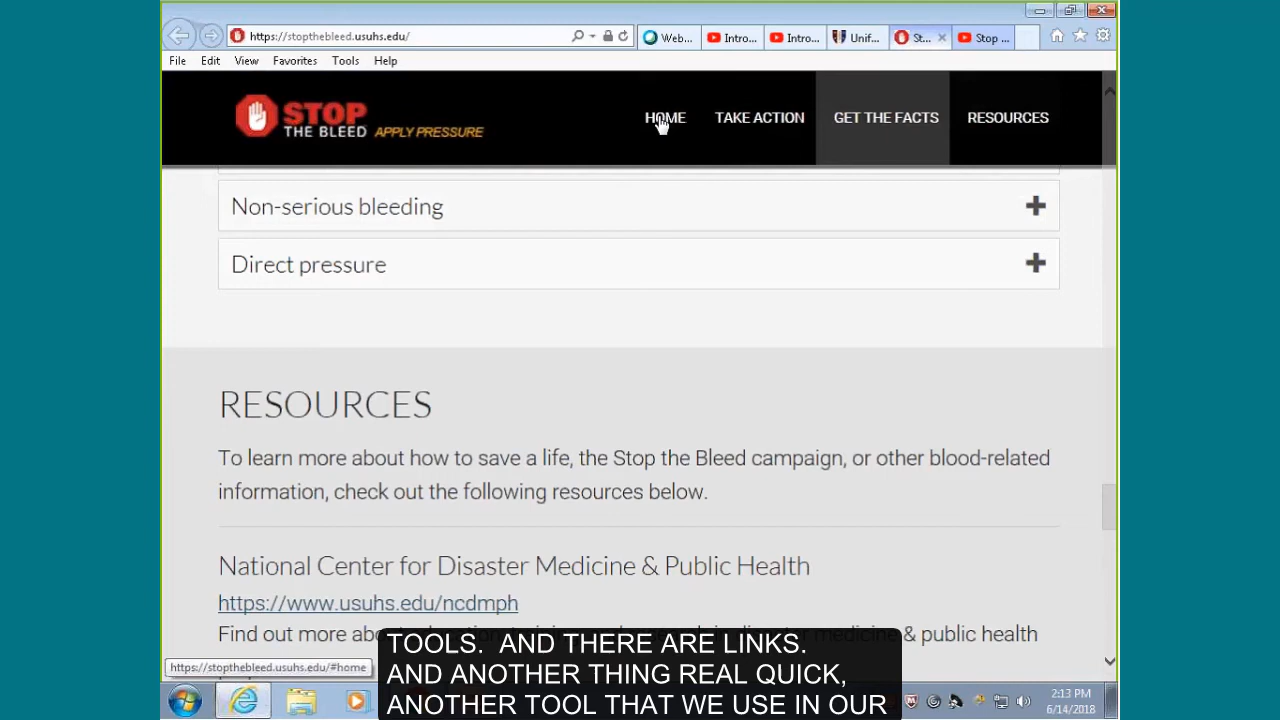 https://stopthebleed.usuhs.edu/
Web...
Intro...
Intro...
Unif...
St...
Stop ...
File Edit View Favorites Tools Help
STOP
THE BLEED APPLY PRESSURE
HOME TAKE ACTION GET THE FACTS RESOURCES
Non-serious bleeding
Direct pressure
RESOURCES
To learn more about how to save a life, the Stop the Bleed campaign, or other blood-related
information, check out the following resources below.
National Center for Disaster Medicine & Public Health
https://www.usuhs.edu/ncdmph
Find out more about & public health
https://stopthebleed.usuhs.edu/#home
TOOLS. AND THERE ARE LINKS.
AND ANOTHER THING REAL QUICK,
ANOTHER TOOL THAT WE USE IN OUR
2:13 PM
6/14/2018